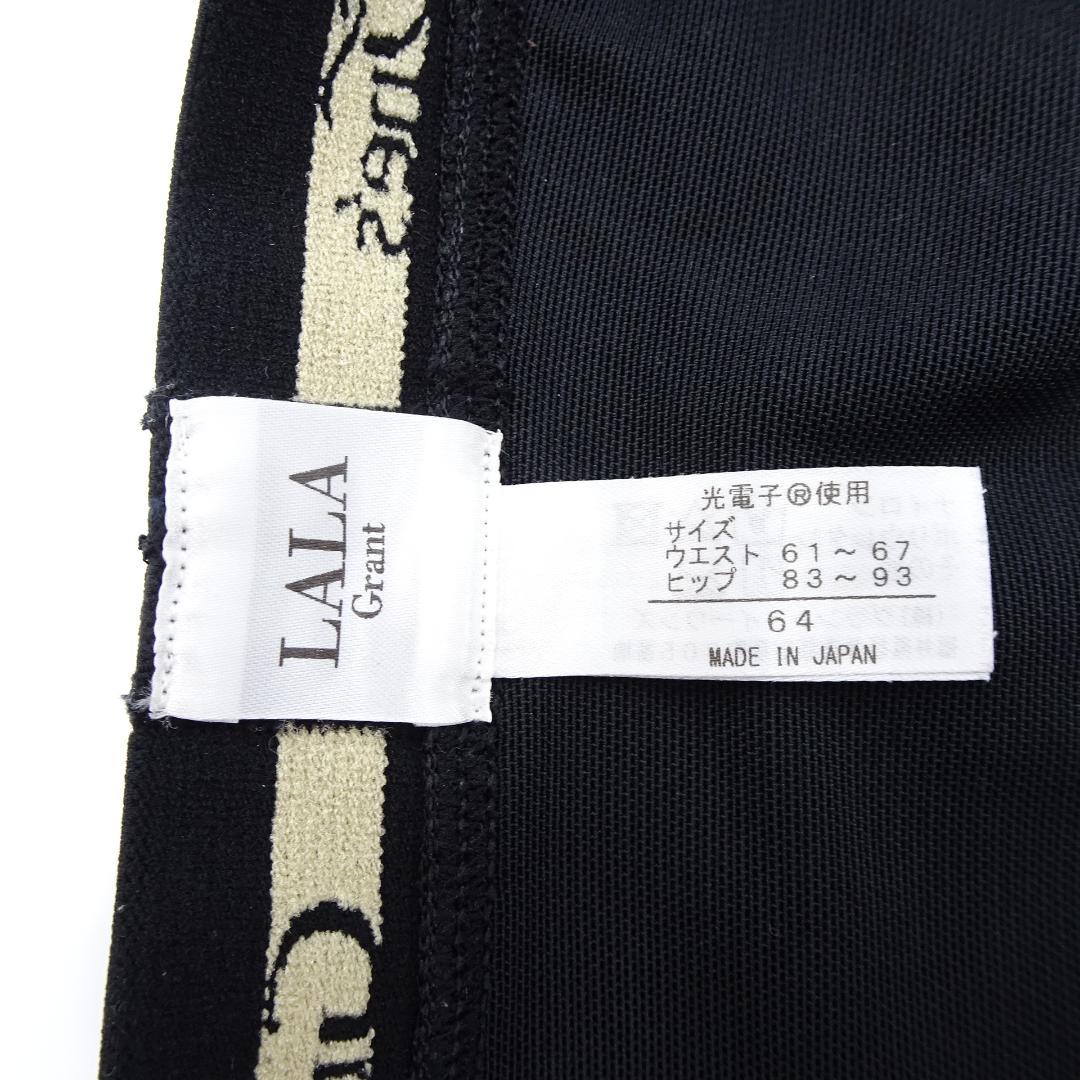 LALA
Grant
光電子®使用
サイズ
ウエスト 61～67
ヒップ 83～93
64
MADE IN JAPAN